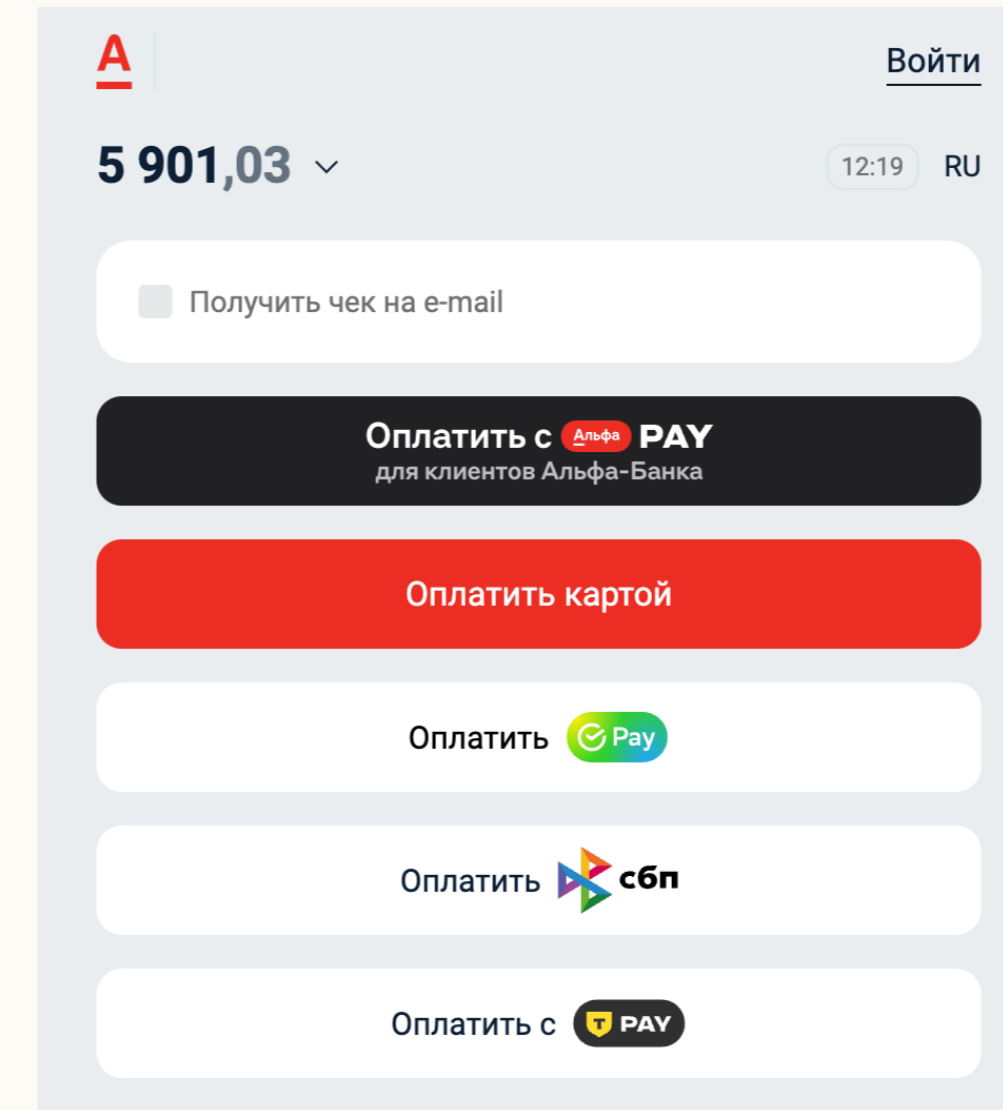 А
Войти
5 901,03
12:19 RU
Получить чек на e-mail
Оплатить с Альфа PAY
для клиентов Альфа-Банка
Оплатить картой
Оплатить Pay
Оплатить сбп
Оплатить с Т PAY